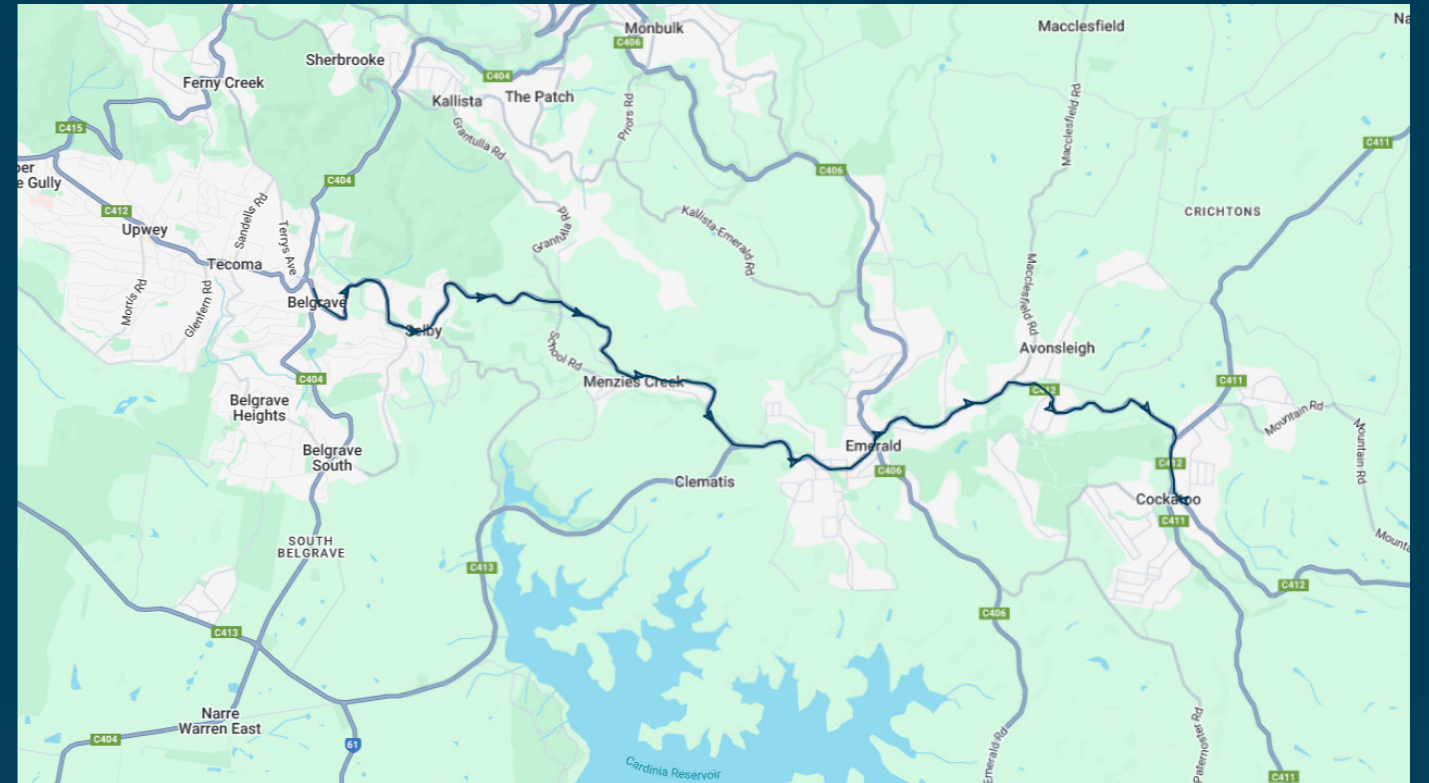 Macclesfield
Monbulk
C406
Sherbrooke
C404
Ferny Creek
Kallista
The Patch
Priors Rd
Grantulla Rd
Macclesfield Rd
C415
C411
C406
C404
C412
Upwey
Sandells Rd
Terrys Ave
Grantulla Rd
Kallista-Emerald Rd
CRICHTONS
Tecoma
Belgrave
Morris Rd
Glenfern Rd
Selby
Macclesfield Rd
School Rd
Avonsleigh
C404
Menzies Creek
C412
C411
Belgrave
Heights
Mountain Rd
Mountain Rd
Belgrave
South
Emerald
C406
C412
Clematis
Cockatoo
C411
SOUTH
BELGRAVE
C413
C412
C406
C413
Narre
Warren East
C404
61
Emerald Rd
Paternoster Rd
Cardinia Reservoir
C411